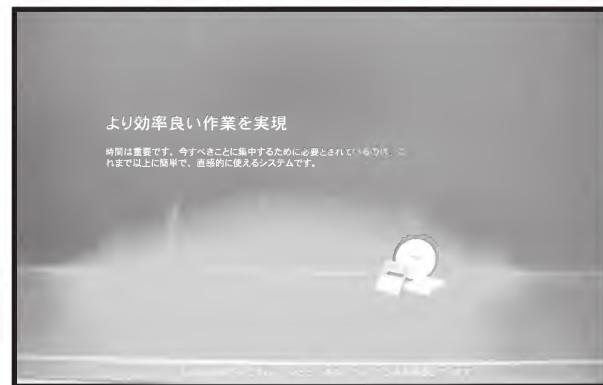 より効率良い作業を実現
時間は重要です。今すべきことに集中するために必要とされているのは、こ
れまで以上に簡単で、直感的に使えるシステムです。